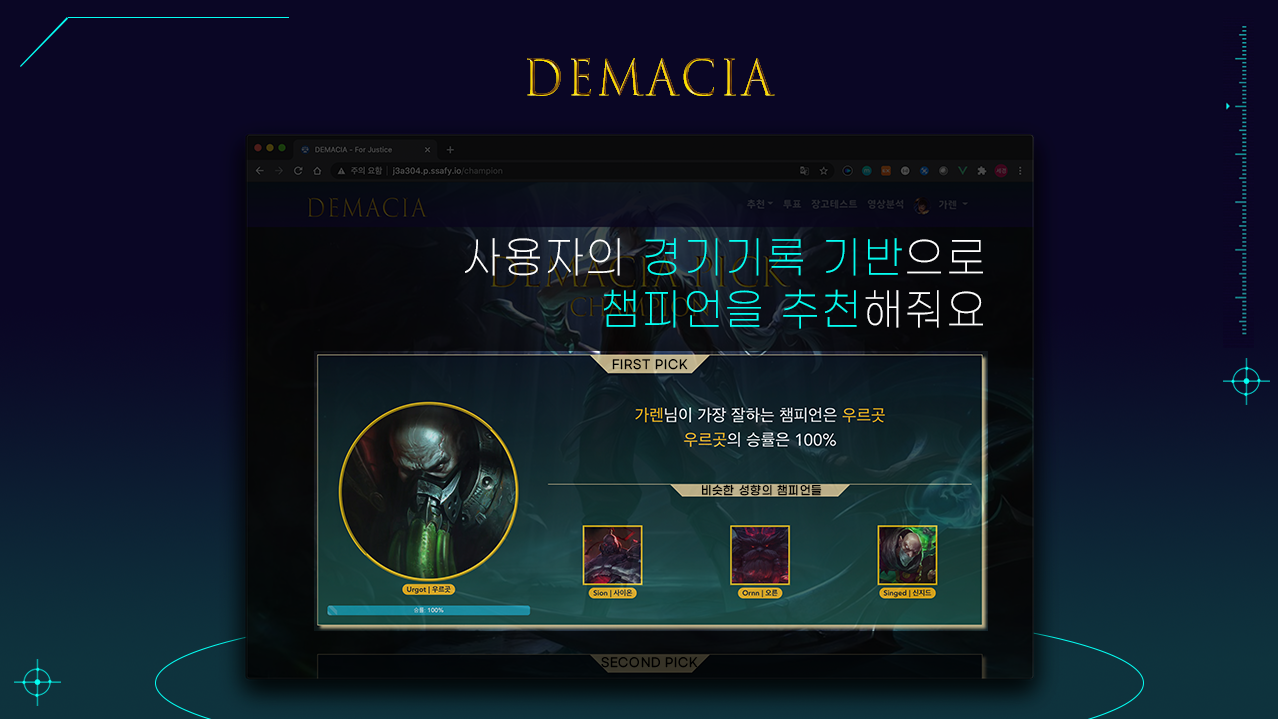 DEMACIA
DEMACIA - For Justice
주의 요함 | j3a304.p.ssafy.io/champion
DEMACIA
추천 투표 장고테스트 영상분석 가렌
DEMACIA PICK
CHAMPION
사용자의 경기기록 기반으로
챔피언을 추천해줘요
FIRST PICK
가렌님이 가장 잘하는 챔피언은 우르곳
우르곳의 승률은 100%
비슷한 성향의 챔피언들
Urgot | 우르곳
승률: 100%
Sion | 사이온
Ornn | 오른
Singed | 신지드
SECOND PICK